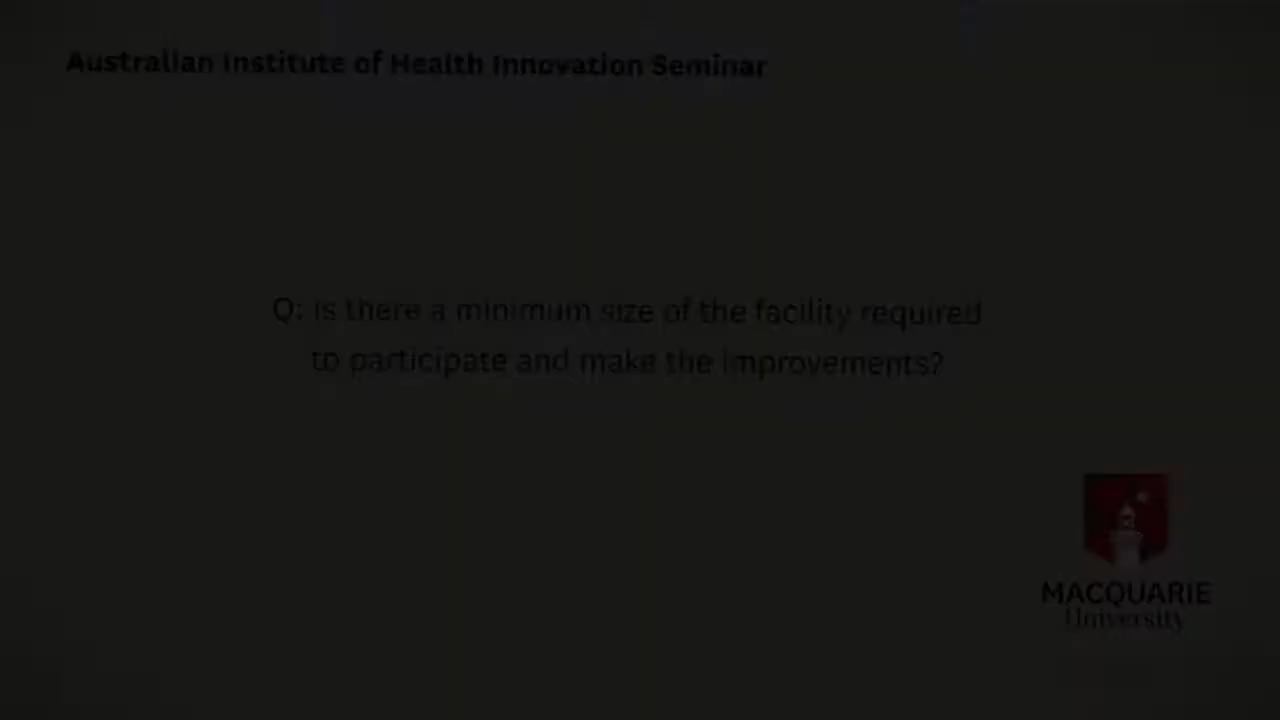 Australian Institute of Health Innovation Seminar
Q: Is there a minimum size of the facility required
to participate and make the improvements?
MACQUARIE
University